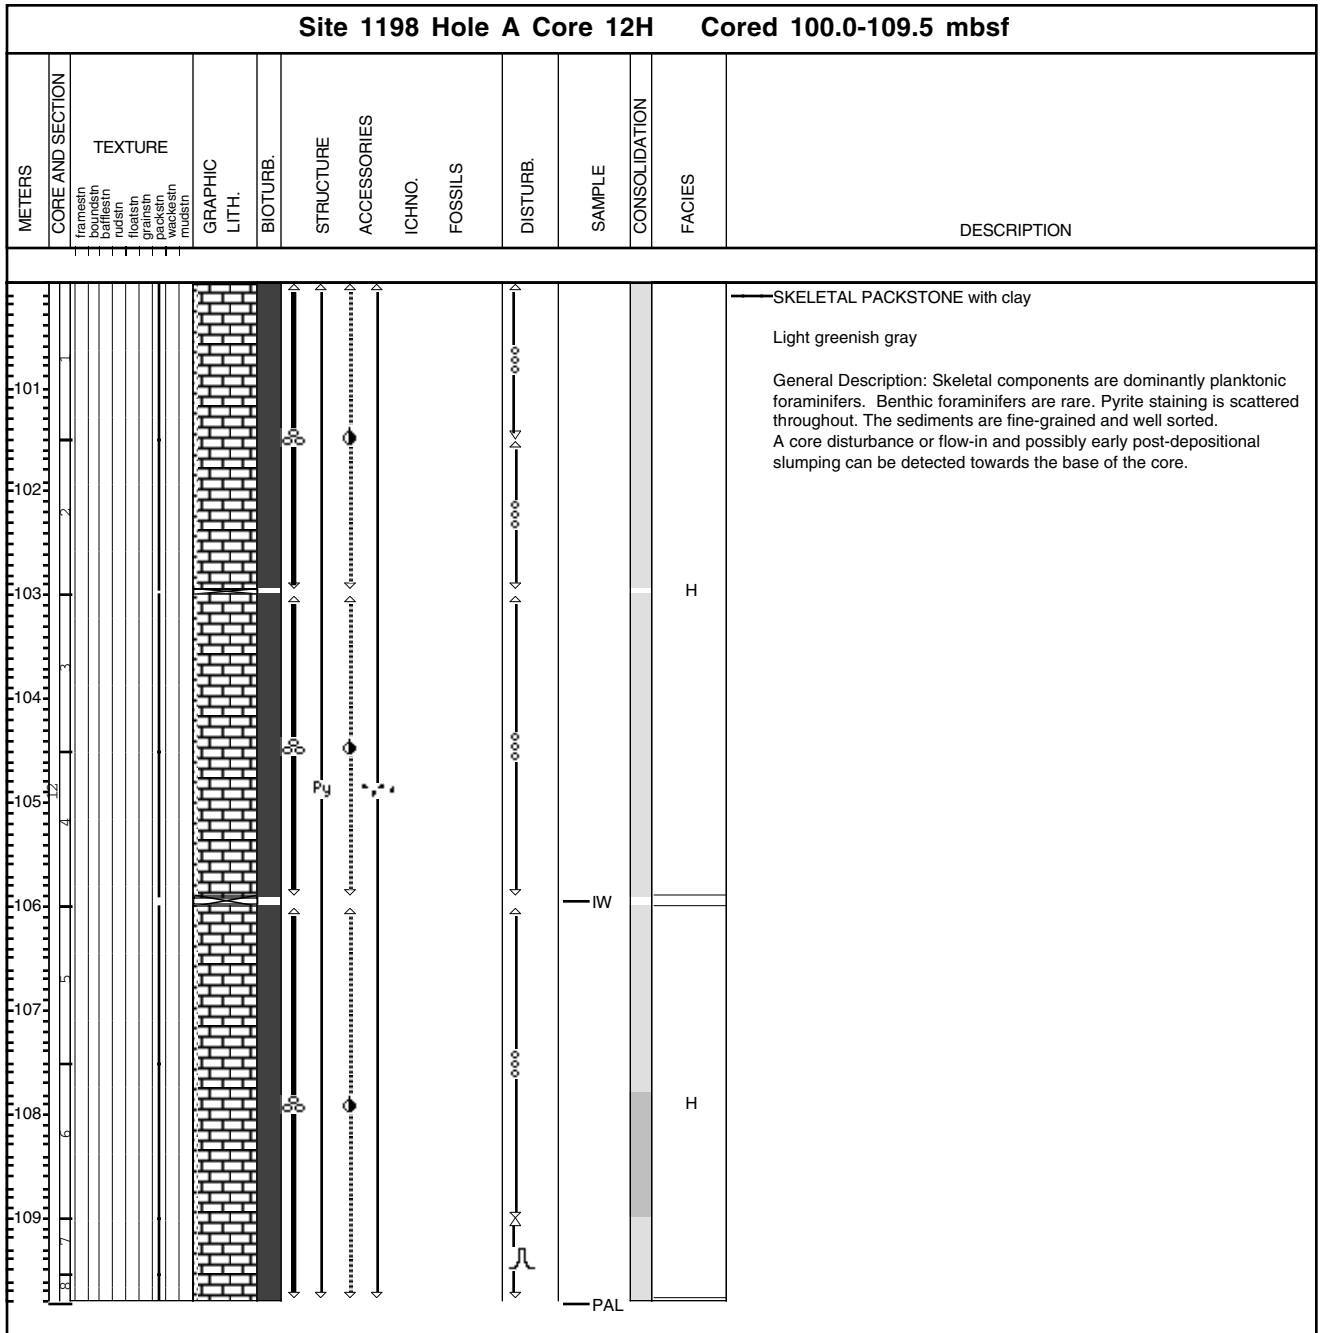 Site 1198 Hole A Core 12H Cored 100.0-109.5 mbsf
METERS
CORE AND SECTION
TEXTURE
framestn
boundstn
bafflestn
rudstn
floatstn
grainstn
packstn
wackestn
mudstn
GRAPHIC
LITH.
BIOTURB.
STRUCTURE
ACCESSORIES
ICHNO.
FOSSILS
DISTURB.
SAMPLE
CONSOLIDATION
FACIES
DESCRIPTION
SKELETAL PACKSTONE with clay
Light greenish gray
General Description: Skeletal components are dominantly planktonic
foraminifers. Benthic foraminifers are rare. Pyrite staining is scattered
throughout. The sediments are fine-grained and well sorted.
A core disturbance or flow-in and possibly early post-depositional
slumping can be detected towards the base of the core.
1
101
102
2
103
H
3
104
Py
12
105
4
106
IW
5
107
108
H
6
109
7
8
PAL